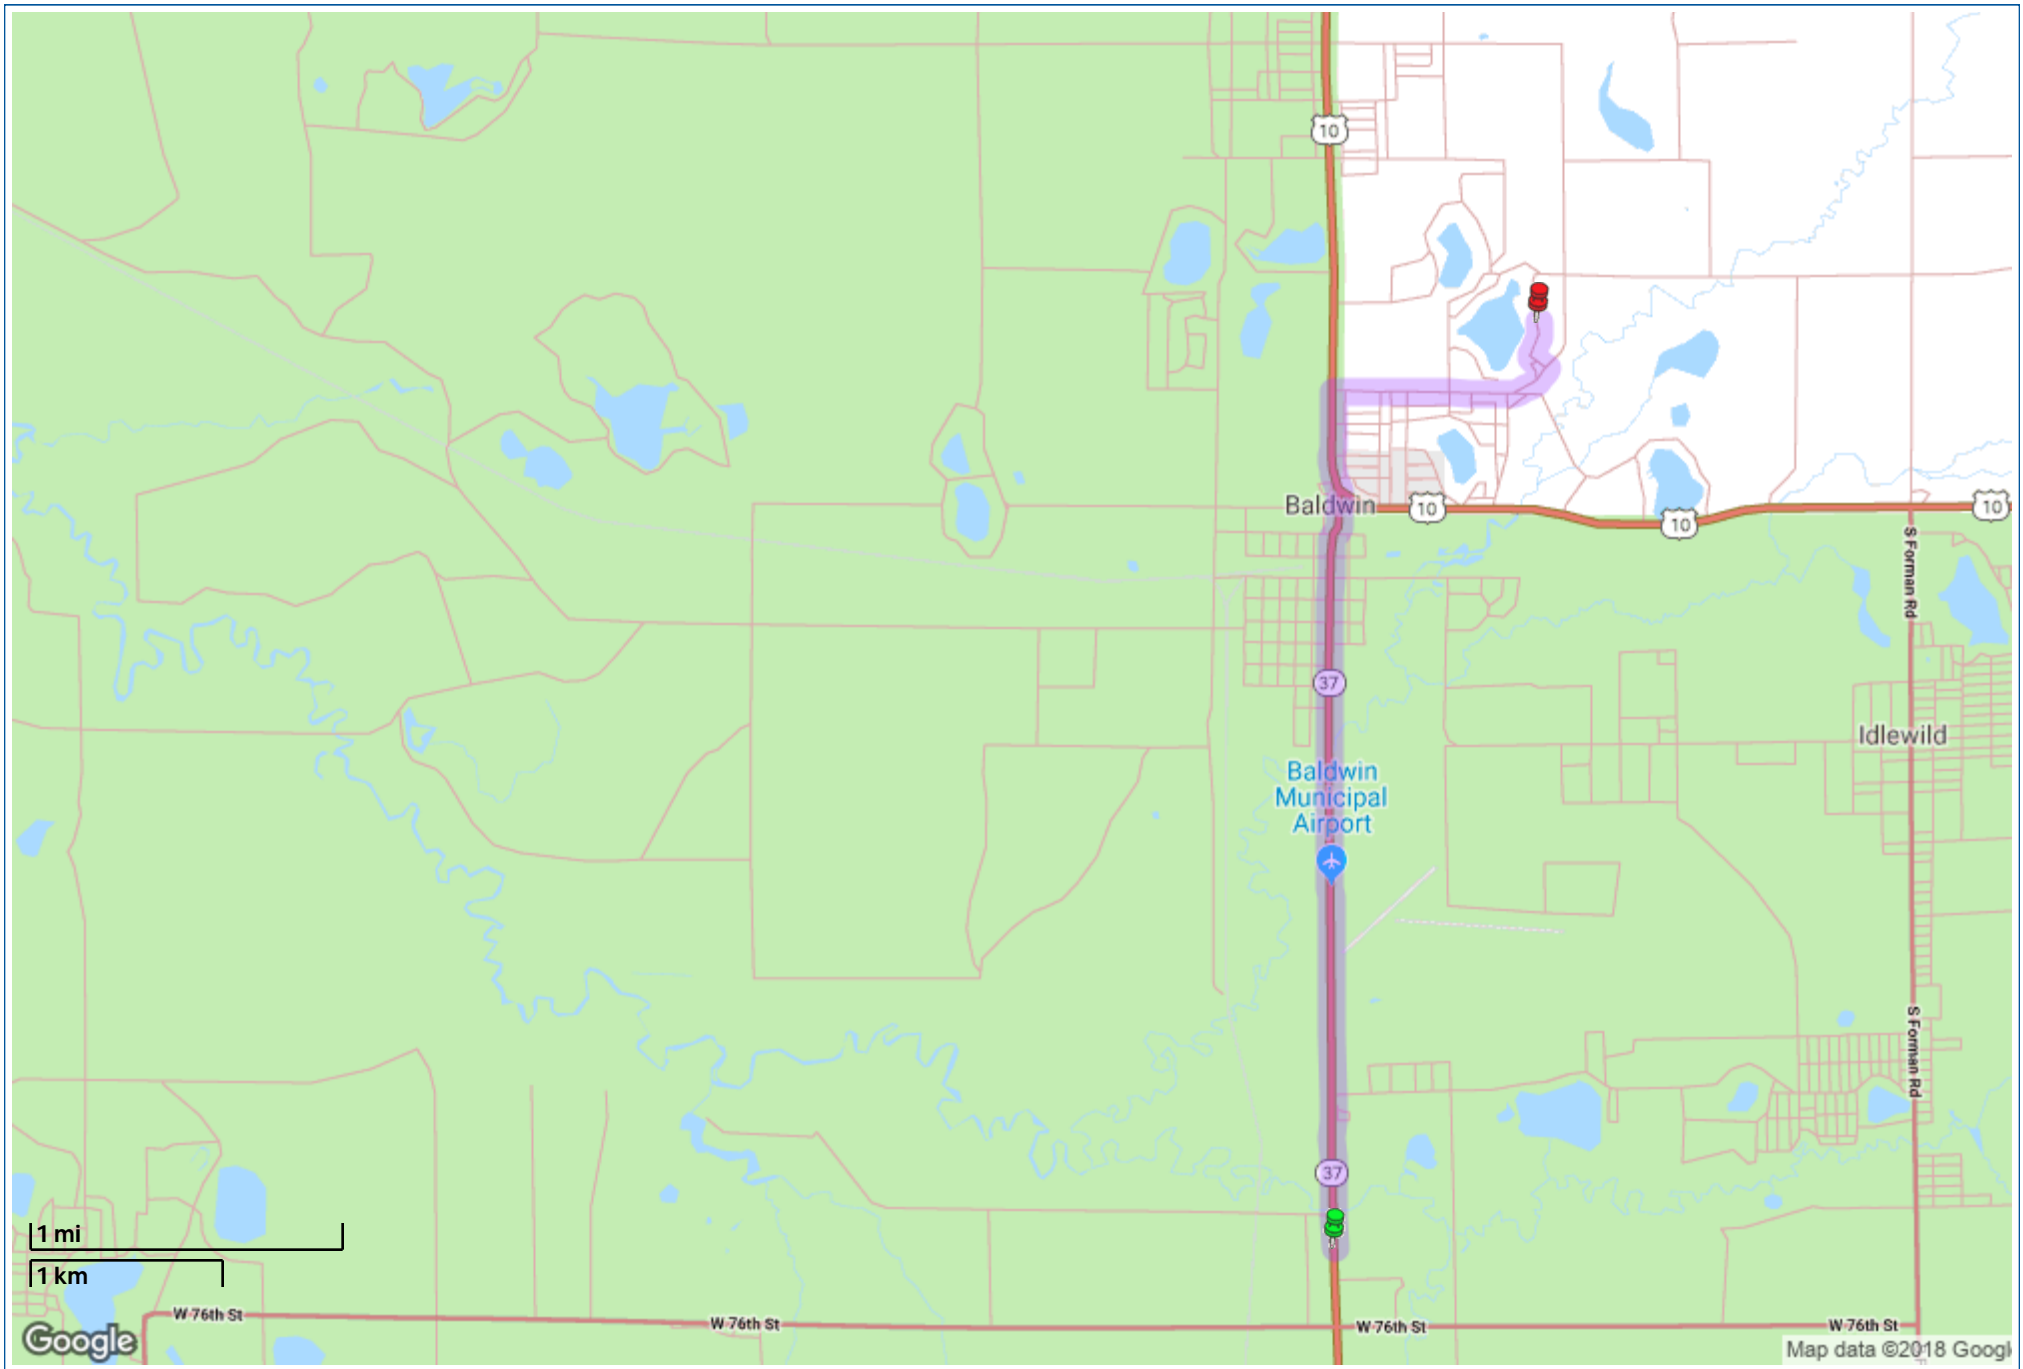 10
Baldwin
10
10
10
S Forman Rd
37
Idlewild
Baldwin
Municipal
Airport
S Forman Rd
37
1 mi
1 km
W 76th St
W 76th St
W 76th St
W 76th St
Google
Map data ©2018 Googl